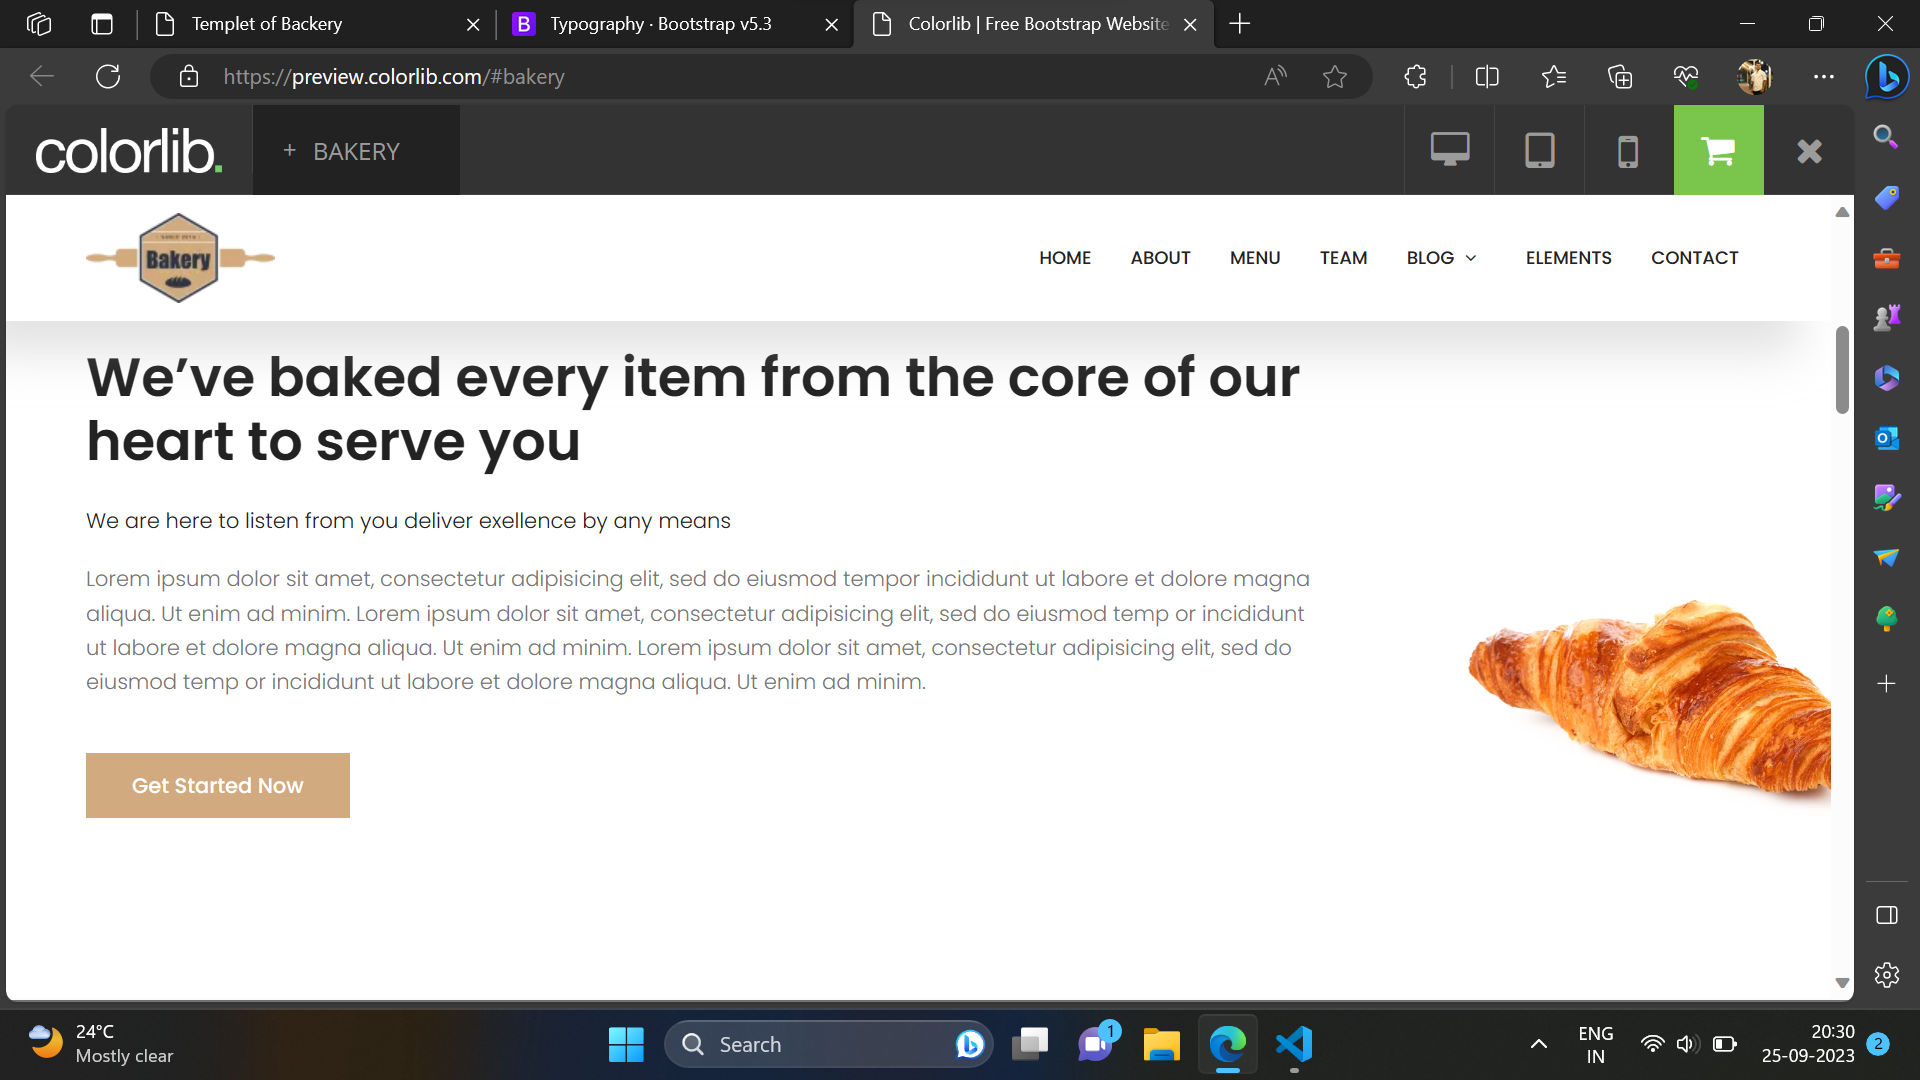 Templet of Backery
Typography · Bootstrap v5.3
Colorlib | Free Bootstrap Website
https://preview.colorlib.com/#bakery
colorlib.
+ BAKERY
Bakery
HOME ABOUT MENU TEAM BLOG ELEMENTS CONTACT
We’ve baked every item from the core of our
heart to serve you
We are here to listen from you deliver exellence by any means
Lorem ipsum dolor sit amet, consectetur adipisicing elit, sed do eiusmod tempor incididunt ut labore et dolore magna
aliqua. Ut enim ad minim. Lorem ipsum dolor sit amet, consectetur adipisicing elit, sed do eiusmod temp or incididunt
ut labore et dolore magna aliqua. Ut enim ad minim. Lorem ipsum dolor sit amet, consectetur adipisicing elit, sed do
eiusmod temp or incididunt ut labore et dolore magna aliqua. Ut enim ad minim.
Get Started Now
24°C
Mostly clear
Search
1
ENG
IN
20:30
25-09-2023
2